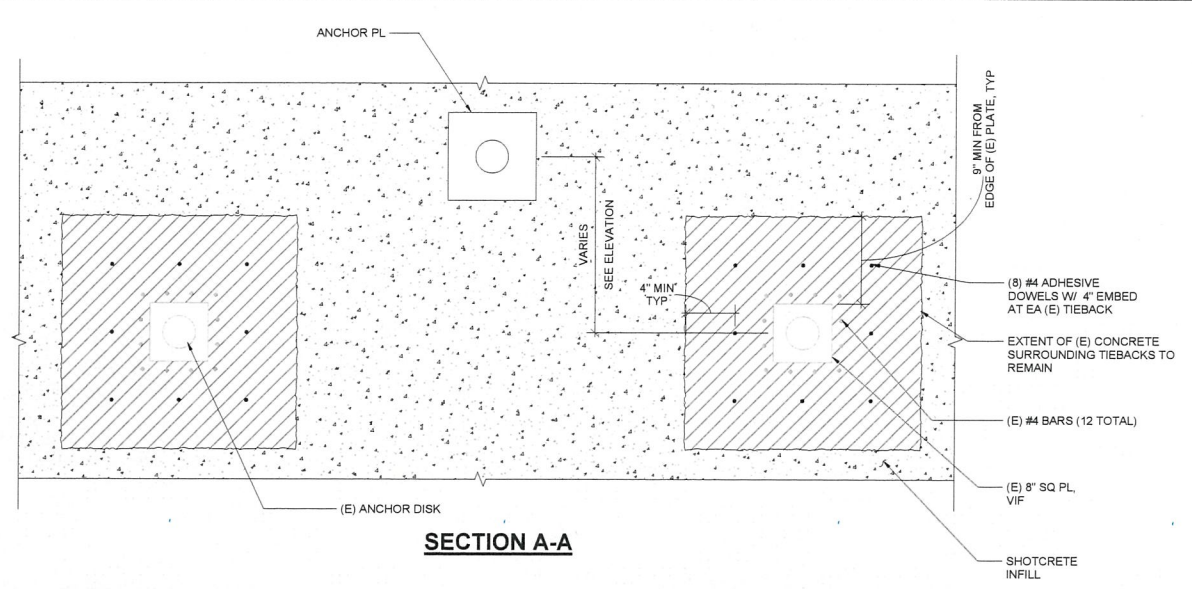 ANCHOR PL
9" MIN FROM
EDGE OF (E) PLATE, TYP
VARIES
SEE ELEVATION
4" MIN
TYP
(8) #4 ADHESIVE
DOWELS W/ 4" EMBED
AT EA (E) TIEBACK
EXTENT OF (E) CONCRETE
SURROUNDING TIEBACKS TO
REMAIN
(E) #4 BARS (12 TOTAL)
(E) 8" SQ PL,
VIF
(E) ANCHOR DISK
SECTION A-A
SHOTCRETE
INFILL